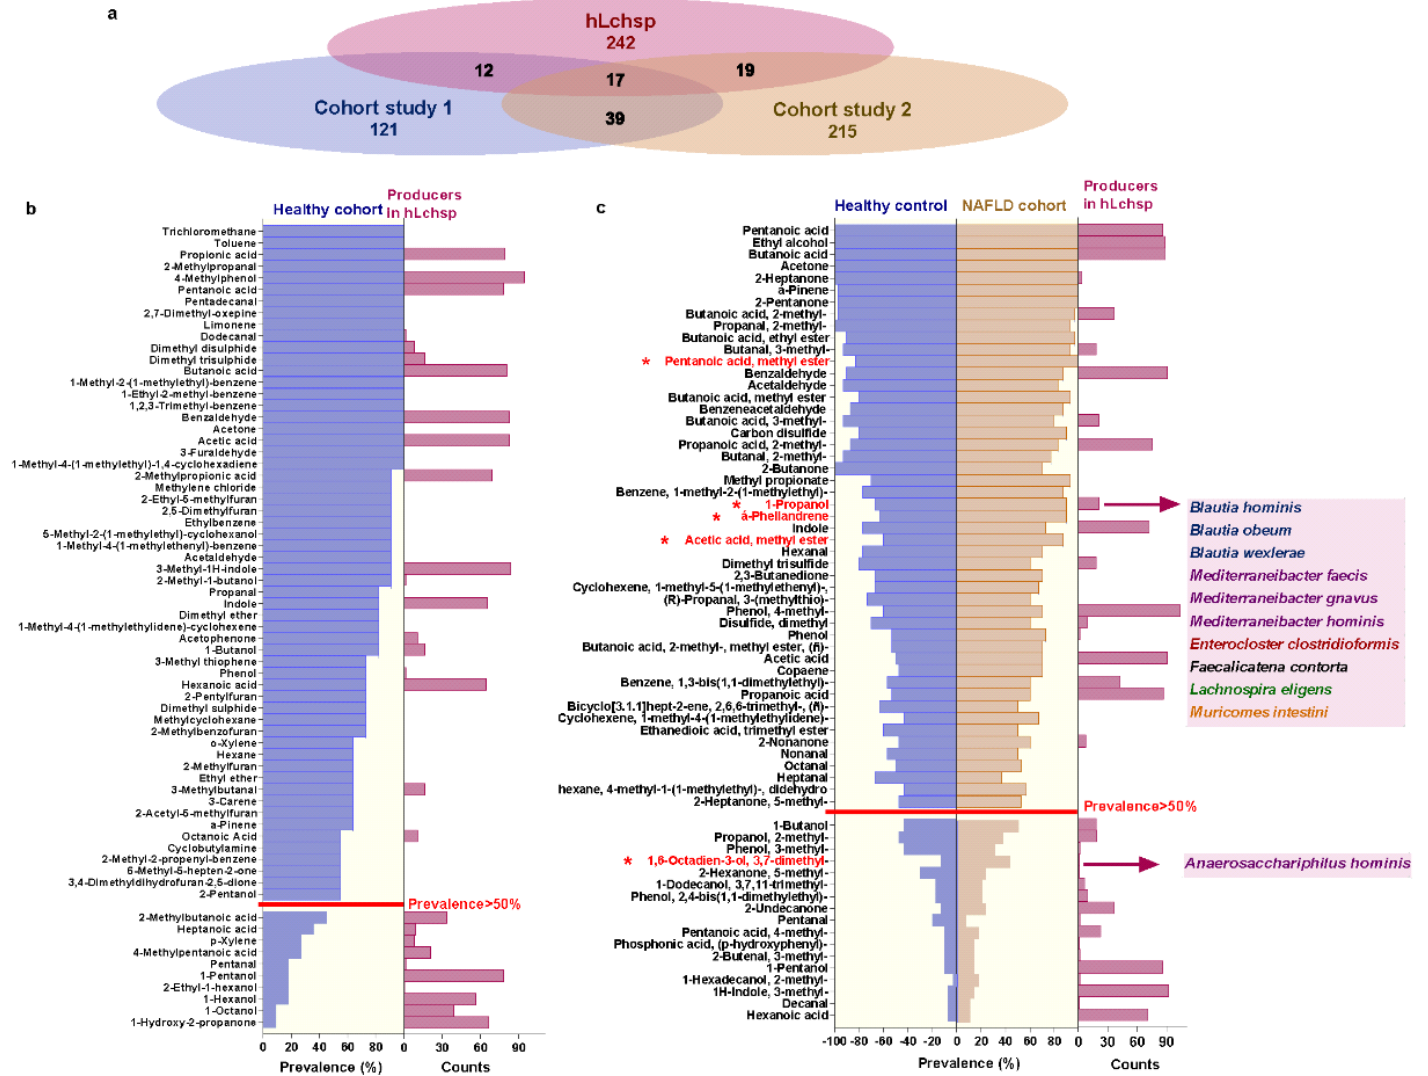 a
hLchsp
242
12
17
19
Cohort study 1
121
39
Cohort study 2
215
b
Healthy cohort
Producers
in hLchsp
Trichloromethane
Toluene
Propionic acid
2-Methylpropanal
4-Methylphenol
Pentanoic acid
Pentadecanal
2,7-Dimethyl-oxepine
Limonene
Dodecanal
Dimethyl disulphide
Dimethyl trisulphide
Butanoic acid
1-Methyl-2-(1-methylethyl)-benzene
1-Ethyl-2-methyl-benzene
1,2,3-Trimethyl-benzene
Benzaldehyde
Acetone
Acetic acid
3-Furaldehyde
1-Methyl-4-(1-methylethyl)-1,4-cyclohexadiene
2-Methylpropionic acid
Methylene chloride
2-Ethyl-5-methylfuran
2,5-Dimethylfuran
Ethylbenzene
5-Methyl-2-(1-methylethyl)-cyclohexanol
1-Methyl-4-(1-methylethenyl)-benzene
Acetaldehyde
3-Methyl-1H-indole
2-Methyl-1-butanol
Propanal
Indole
Dimethyl ether
1-Methyl-4-(1-methylethylidene)-cyclohexene
Acetophenone
1-Butanol
3-Methyl thiophene
Phenol
Hexanoic acid
2-Pentylfuran
Dimethyl sulphide
Methylcyclohexane
2-Methylbenzofuran
o-Xylene
Hexane
2-Methylfuran
Ethyl ether
3-Methylbutanal
3-Carene
2-Acetyl-5-methylfuran
a-Pinene
Octanoic Acid
Cyclobutylamine
2-Methyl-2-propenyl-benzene
6-Methyl-5-hepten-2-one
3,4-Dimethyldihydrofuran-2,5-dione
2-Pentanol
Prevalence>50%
2-Methylbutanoic acid
Heptanoic acid
p-Xylene
4-Methylpentanoic acid
Pentanal
1-Pentanol
2-Ethyl-1-hexanol
1-Hexanol
1-Octanol
1-Hydroxy-2-propanone
0 20 40 60 80 0 30 60 90
Prevalence (%) Counts
c
Healthy control
NAFLD cohort
Producers
in hLchsp
Pentanoic acid
Ethyl alcohol
Butanoic acid
Acetone
2-Heptanone
á-Pinene
2-Pentanone
Butanoic acid, 2-methyl-
Propanal, 2-methyl-
Butanoic acid, ethyl ester
Butanal, 3-methyl-
* Pentanoic acid, methyl ester
Benzaldehyde
Acetaldehyde
Butanoic acid, methyl ester
Benzeneacetaldehyde
Butanoic acid, 3-methyl-
Carbon disulfide
Propanoic acid, 2-methyl-
Butanal, 2-methyl-
2-Butanone
Methyl propionate
Benzene, 1-methyl-2-(1-methylethyl)-
* 1-Propanol
* á-Phellandrene
Indole
* Acetic acid, methyl ester
Hexanal
Dimethyl trisulfide
2,3-Butanedione
Cyclohexene, 1-methyl-5-(1-methylethenyl)-,
(R)-Propanal, 3-(methylthio)-
Phenol, 4-methyl-
Disulfide, dimethyl
Phenol
Butanoic acid, 2-methyl-, methyl ester, (ñ)-
Acetic acid
Copaene
Benzene, 1,3-bis(1,1-dimethylethyl)-
Propanoic acid
Bicyclo[3.1.1]hept-2-ene, 2,6,6-trimethyl-, (ñ)-
Cyclohexene, 1-methyl-4-(1-methylethylidene)-
Ethanedioic acid, trimethyl ester
2-Nonanone
Nonanal
Octanal
Heptanal
hexane, 4-methyl-1-(1-methylethyl)-, didehydro
2-Heptanone, 5-methyl-
Prevalence>50%
1-Butanol
Propanol, 2-methyl-
Phenol, 3-methyl-
* 1,6-Octadien-3-ol, 3,7-dimethyl-
2-Hexanone, 5-methyl-
1-Dodecanol, 3,7,11-trimethyl-
Phenol, 2,4-bis(1,1-dimethylethyl)-
2-Undecanone
Pentanal
Pentanoic acid, 4-methyl-
Phosphonic acid, (p-hydroxyphenyl)-
2-Butenal, 3-methyl-
1-Pentanol
1-Hexadecanol, 2-methyl-
1H-Indole, 3-methyl-
Decanal
Hexanoic acid
-100 -80 -60 -40 -20 0 20 40 60 80 0 30 60 90
Prevalence (%) Counts
Blautia hominis
Blautia obeum
Blautia wexlerae
Mediterraneibacter faecis
Mediterraneibacter gnavus
Mediterraneibacter hominis
Enterocloster clostridioformis
Faecalicatena contorta
Lachnospira eligens
Muricomes intestini
Anaerosacchariphilus hominis